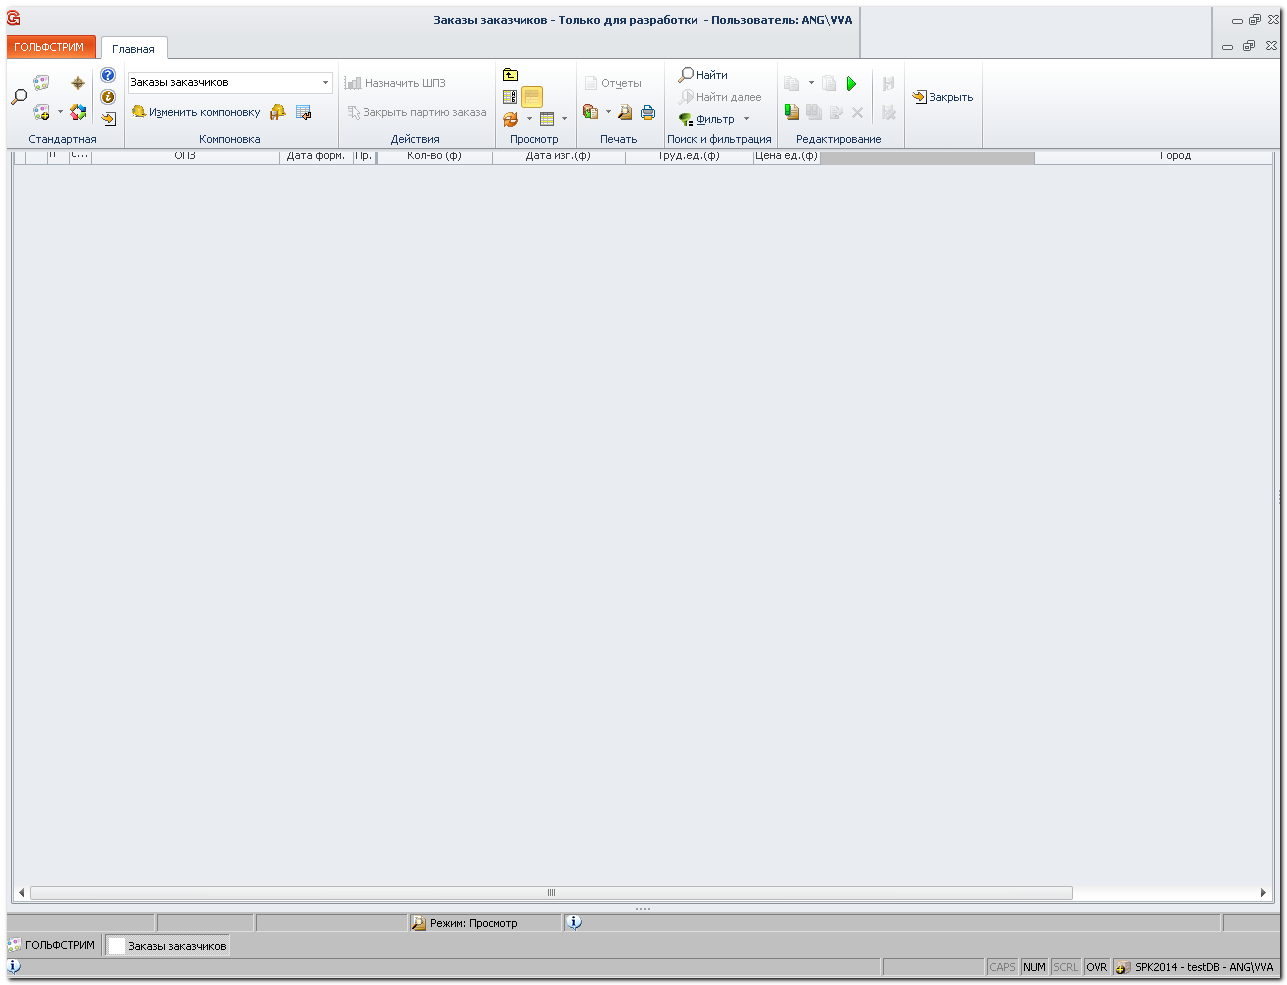 Заказы заказчиков - Только для разработки - Пользователь: ANG\VVA
ГОЛЬФСТРИМ
Главная
Заказы заказчиков
Изменить компоновку
Назначить ШПЗ
Закрыть партию заказа
Отчеты
Найти
Найти далее
Фильтр
Закрыть
Стандартная
Компоновка
Действия
Просмотр
Печать
Поиск и фильтрация
Редактирование
П С... ОПЗ Дата форм. Пр. Кол-во (ф) Дата изг.(ф) Труд.ед.(ф) Цена ед.(ф) Город
Режим: Просмотр
ГОЛЬФСТРИМ
Заказы заказчиков
CAPS NUM SCRL OVR SPK2014 - testDB - ANG\VVA